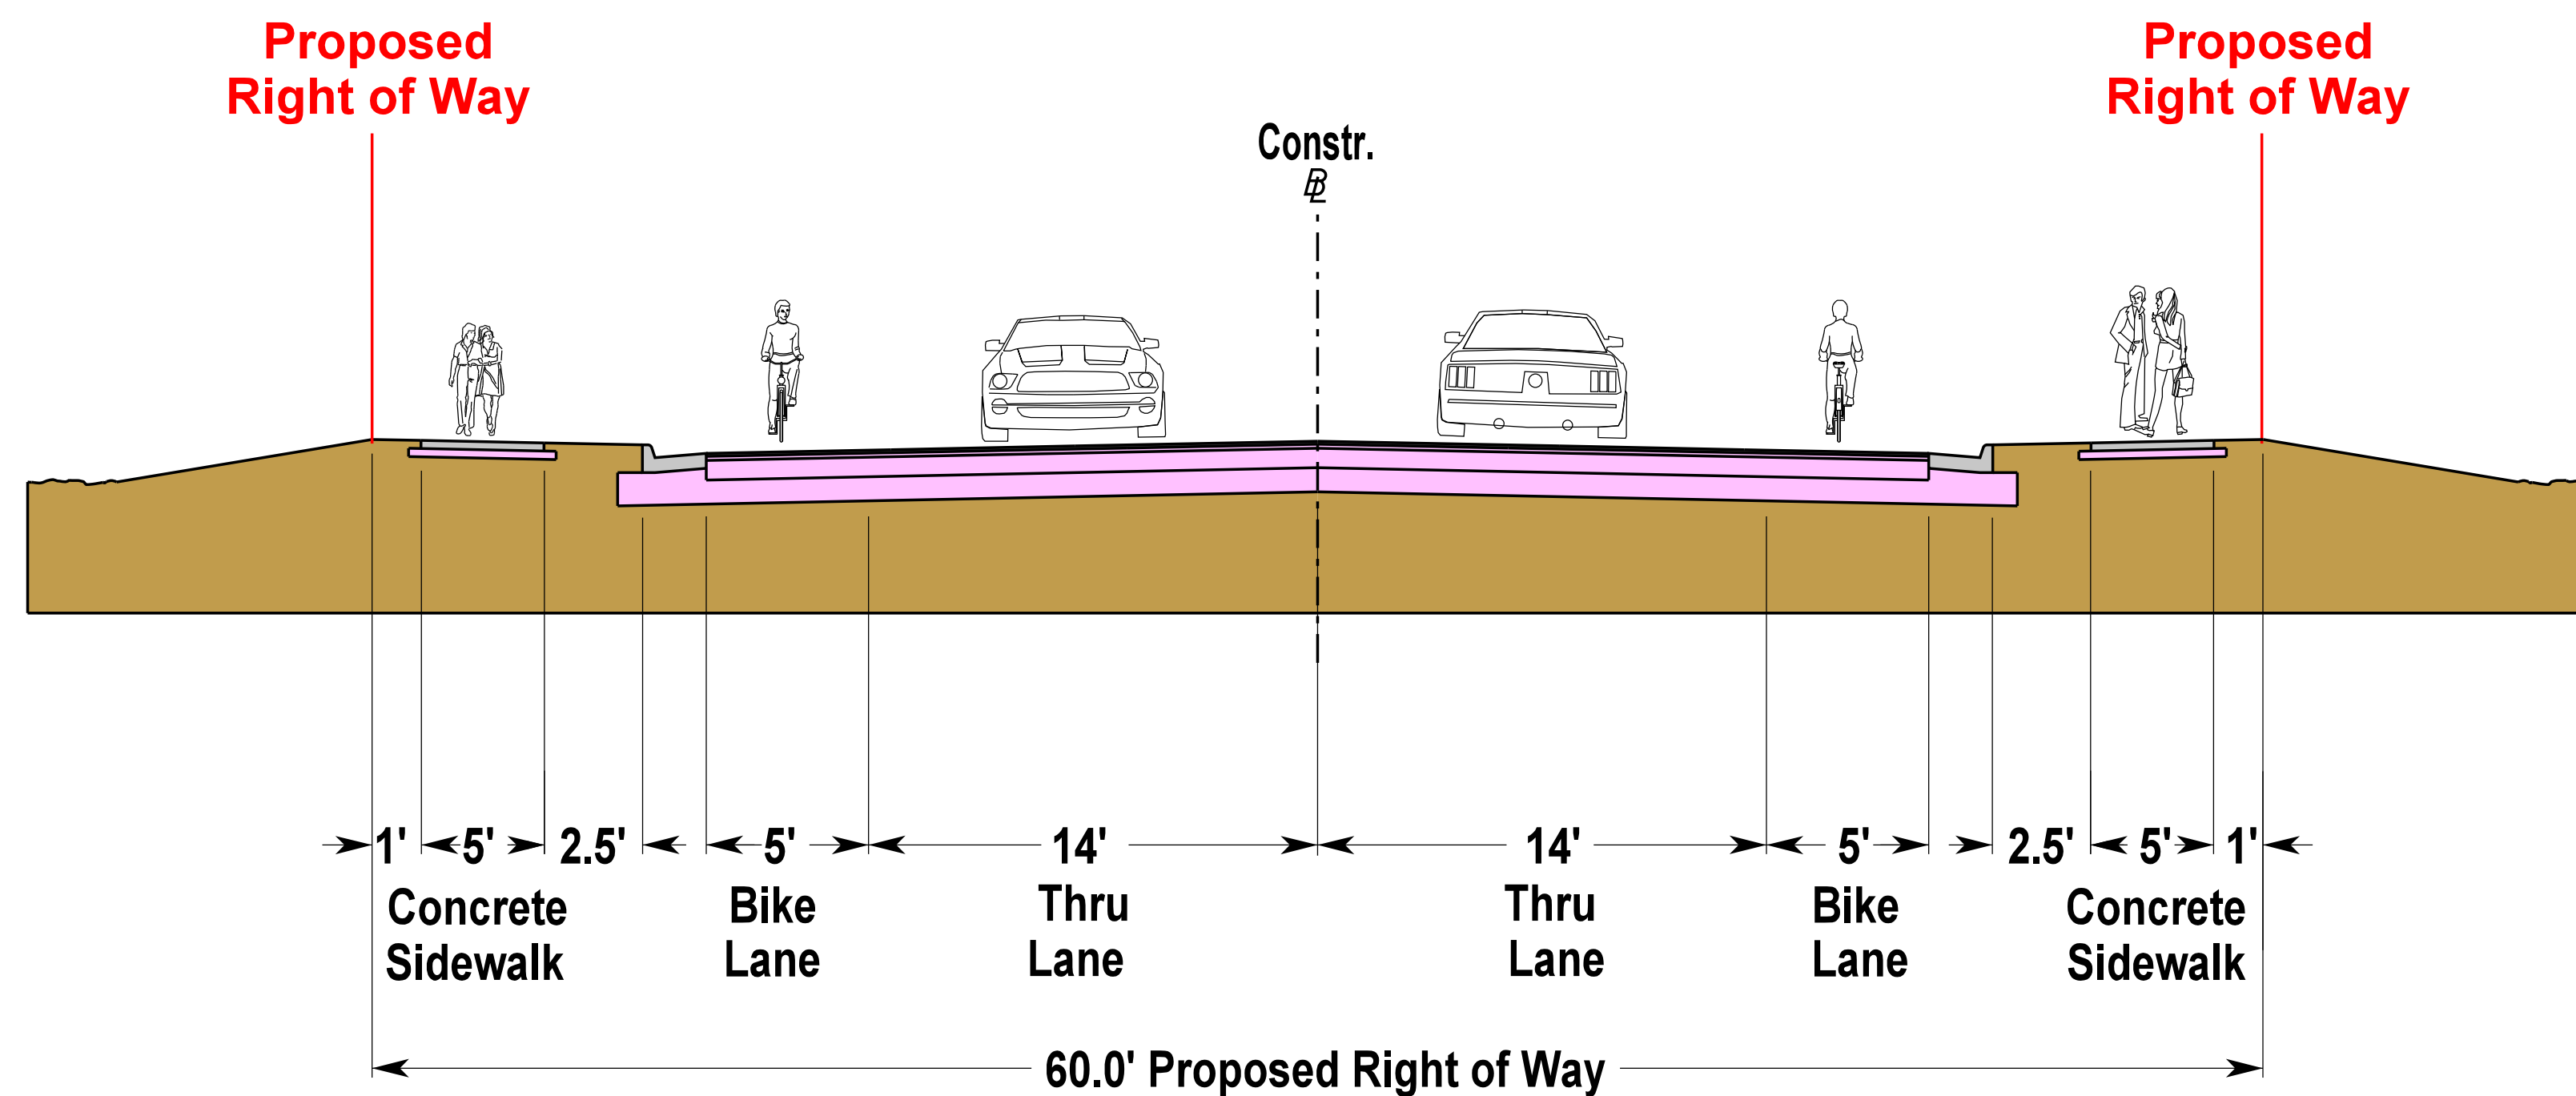 Proposed
Right of Way
Proposed
Right of Way
Constr.
BL
1' 5' 2.5' 5' 14' 14' 5' 2.5' 5' 1'
Concrete
Sidewalk
Bike
Lane
Thru
Lane
Thru
Lane
Bike
Lane
Concrete
Sidewalk
60.0' Proposed Right of Way